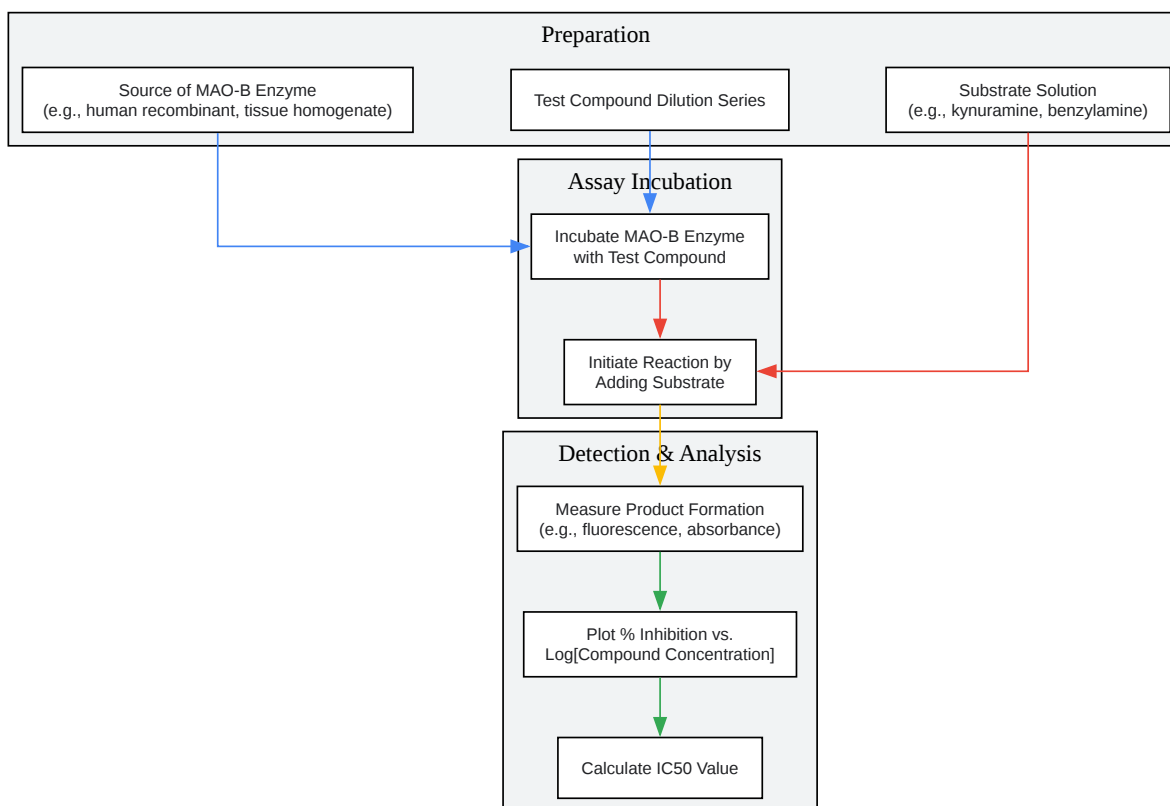 Preparation
Source of MAO-B Enzyme
(e.g., human recombinant, tissue homogenate)
Test Compound Dilution Series
Substrate Solution
(e.g., kynuramine, benzylamine)
Assay Incubation
Incubate MAO-B Enzyme
with Test Compound
Initiate Reaction by
Adding Substrate
Detection & Analysis
Measure Product Formation
(e.g., fluorescence, absorbance)
Plot % Inhibition vs.
Log[Compound Concentration]
Calculate IC50 Value